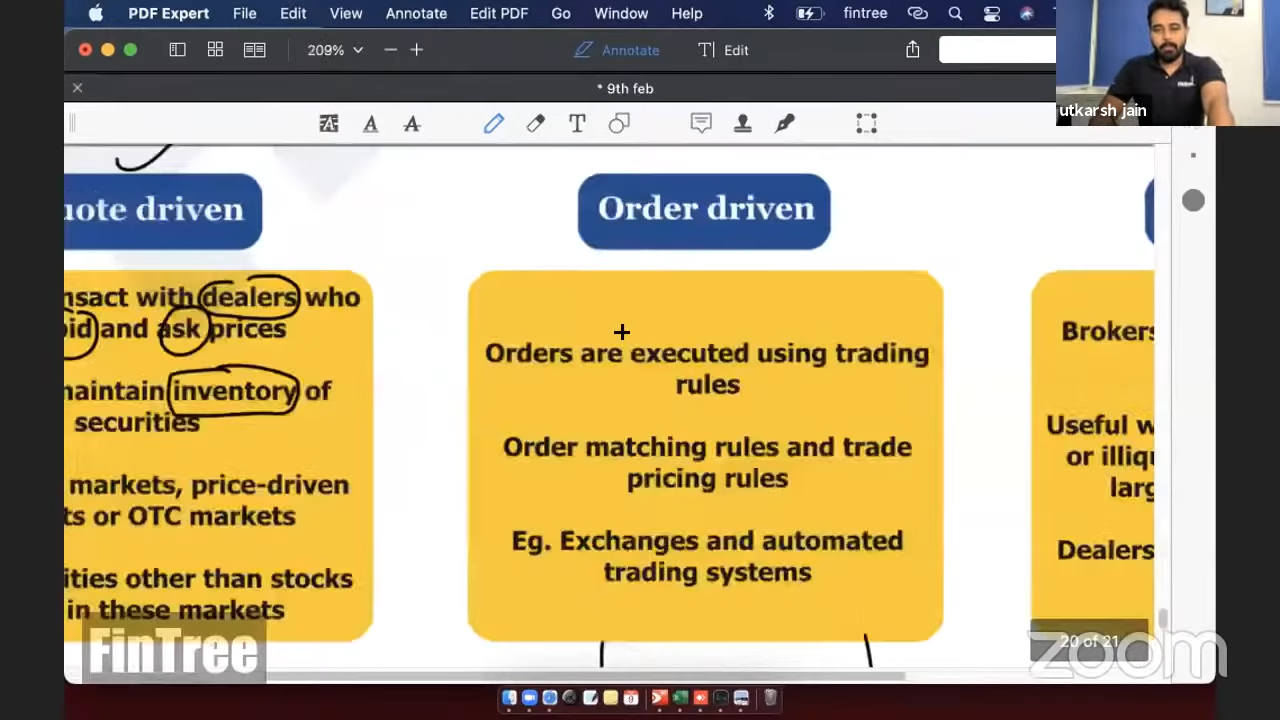 PDF Expert File Edit View Annotate Edit PDF Go Window Help fintree
209% Annotate T Edit
* 9th feb
utkarsh jain
uote driven
Order driven
nsact with dealers who
bid and ask prices
maintain inventory of
securities
markets, price-driven
ts or OTC markets
ities other than stocks
in these markets
Orders are executed using trading
rules
Order matching rules and trade
pricing rules
Eg. Exchanges and automated
trading systems
Brokers
Useful w
or illiqu
larg
Dealers
FinTree
20 of 21
zoom